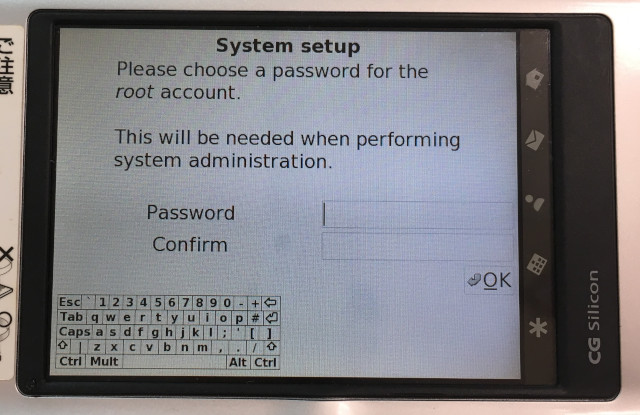 System setup
Please choose a password for the
root account.
This will be needed when performing
system administration.
Password
Confirm
OK
Esc ` 1 2 3 4 5 6 7 8 9 0 - +
Tab q w e r t y u i o p #
Caps a s d f g h j k l ; ' [ ]
| z x c v b n m , . /
Ctrl Mult Alt Ctrl
CG Silicon
ご注意